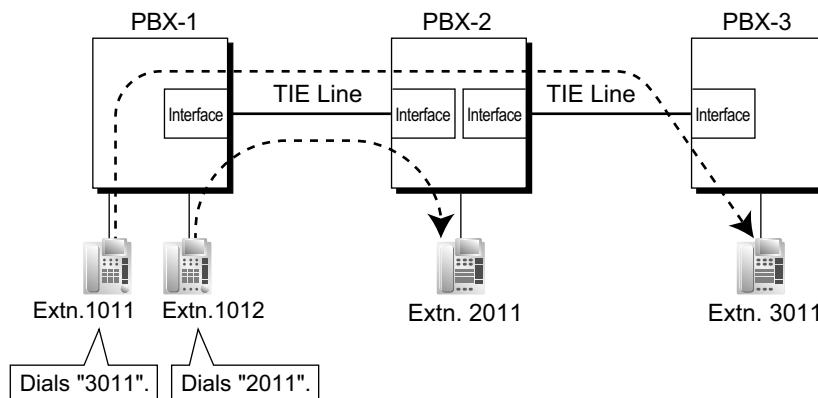 PBX-1
PBX-2
PBX-3
TIE Line
TIE Line
Interface
Interface
Interface
Interface
Extn.1011
Extn.1012
Extn. 2011
Extn. 3011
Dials "3011".
Dials "2011".